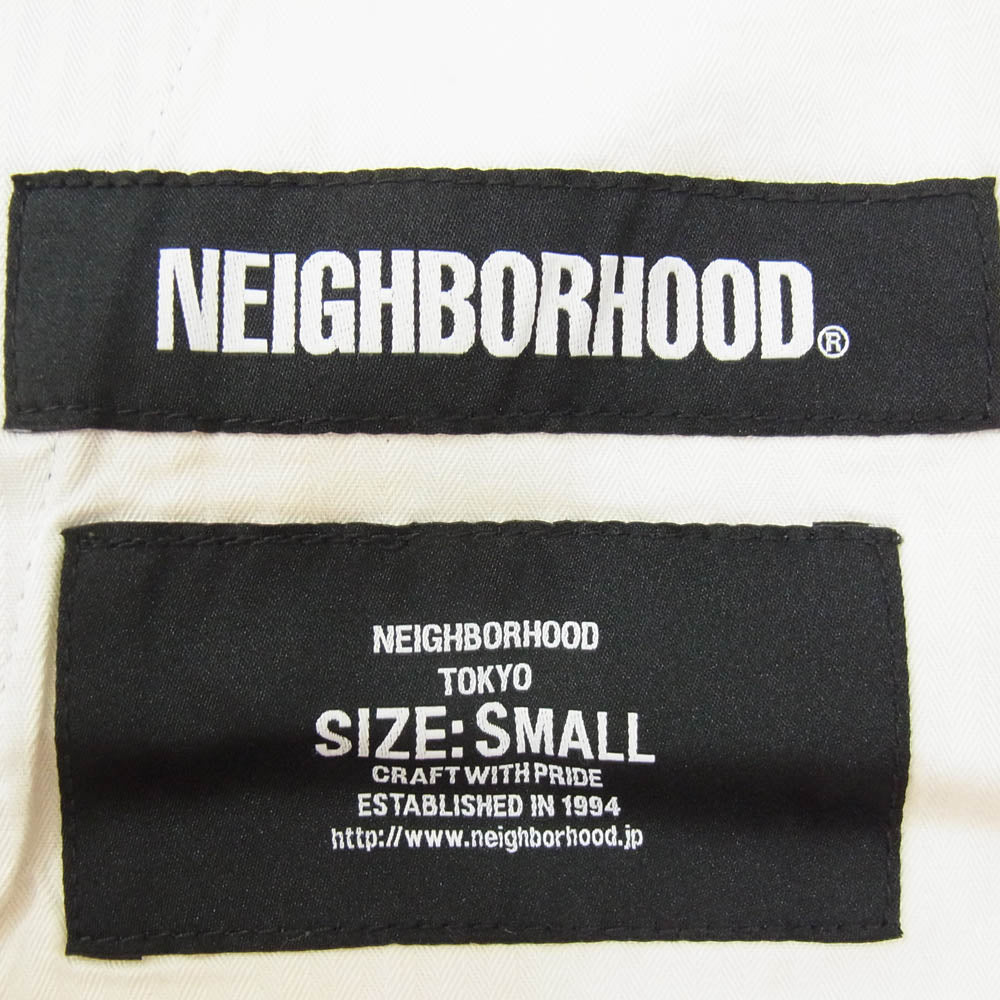 NEIGHBORHOOD®
NEIGHBORHOOD
TOKYO
SIZE: SMALL
CRAFT WITH PRIDE
ESTABLISHED IN 1994
http://www.neighborhood.jp